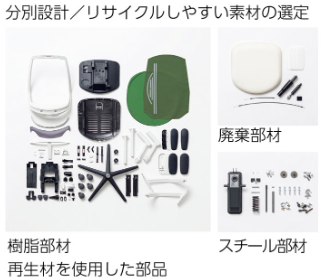 分別設計／リサイクルしやすい素材の選定
廃棄部材
樹脂部材
再生材を使用した部品
スチール部材